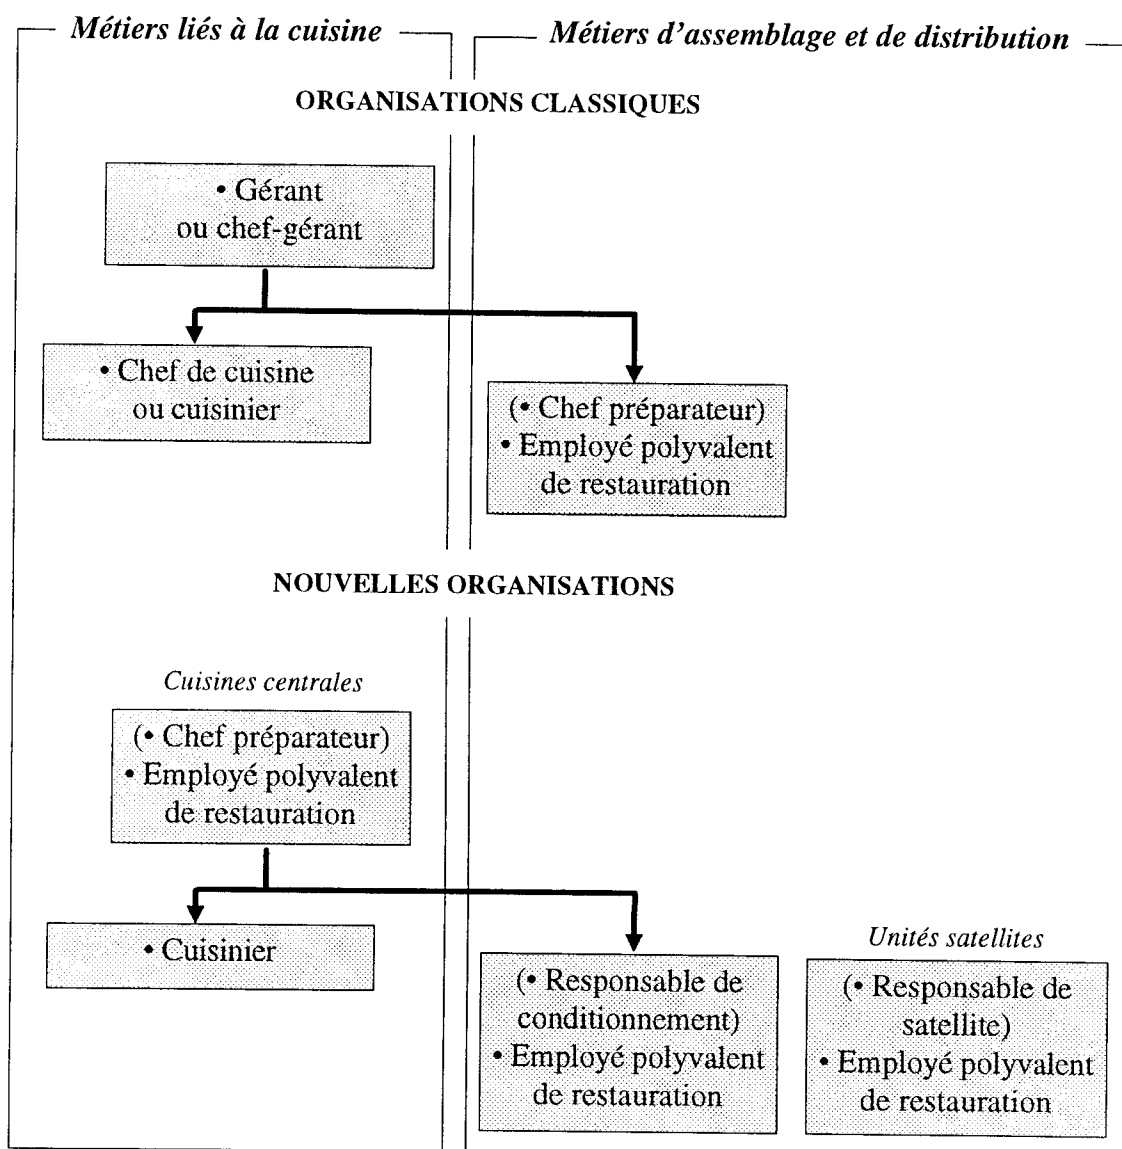 Métiers liés à la cuisine
Métiers d'assemblage et de distribution
ORGANISATIONS CLASSIQUES
• Gérant
ou chef-gérant
• Chef de cuisine
ou cuisinier
(• Chef préparateur)
• Employé polyvalent
de restauration
NOUVELLES ORGANISATIONS
Cuisines centrales
(• Chef préparateur)
• Employé polyvalent
de restauration
• Cuisinier
(• Responsable de
conditionnement)
• Employé polyvalent
de restauration
Unités satellites
(• Responsable de
satellite)
• Employé polyvalent
de restauration